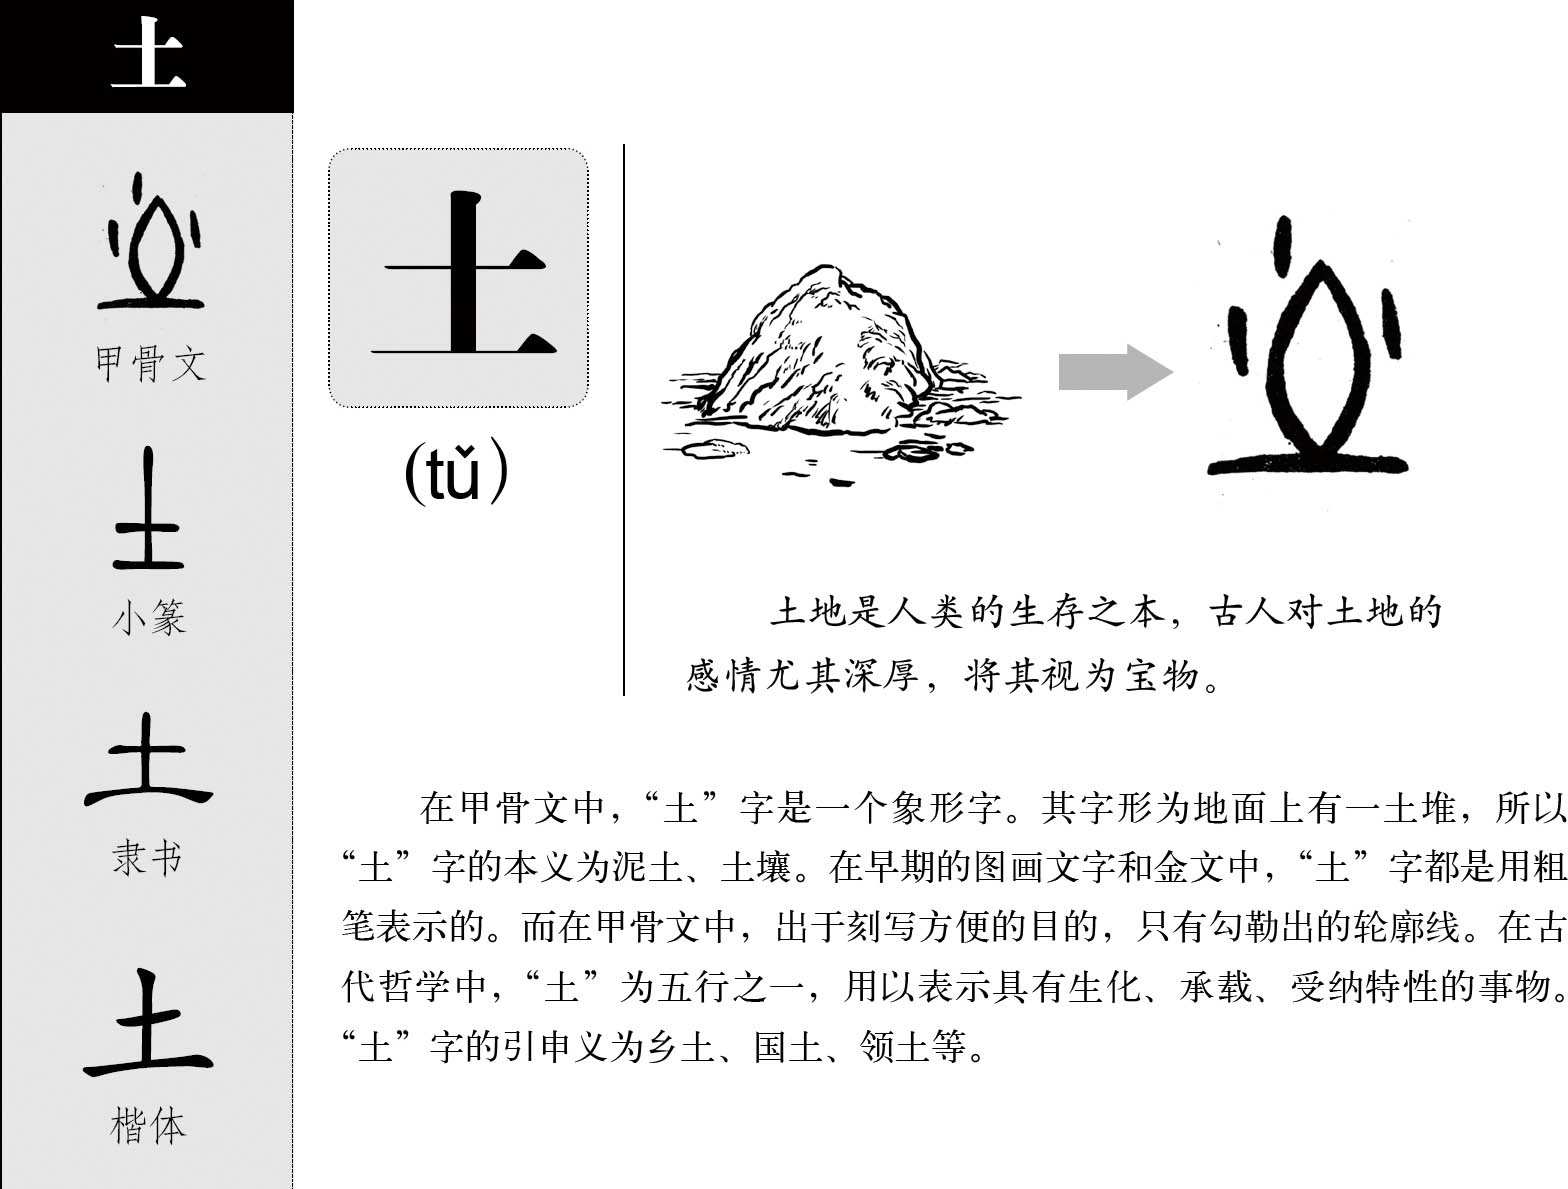 土
甲骨文
小篆
隶书
楷体
土
(tǔ)
土地是人类的生存之本，古人对土地的
感情尤其深厚，将其视为宝物。
在甲骨文中，“土”字是一个象形字。其字形为地面上有一土堆，所以
“土”字的本义为泥土、土壤。在早期的图画文字和金文中，“土”字都是用粗
笔表示的。而在甲骨文中，出于刻写方便的目的，只有勾勒出的轮廓线。在古
代哲学中，“土”为五行之一，用以表示具有生化、承载、受纳特性的事物。
“土”字的引申义为乡土、国土、领土等。